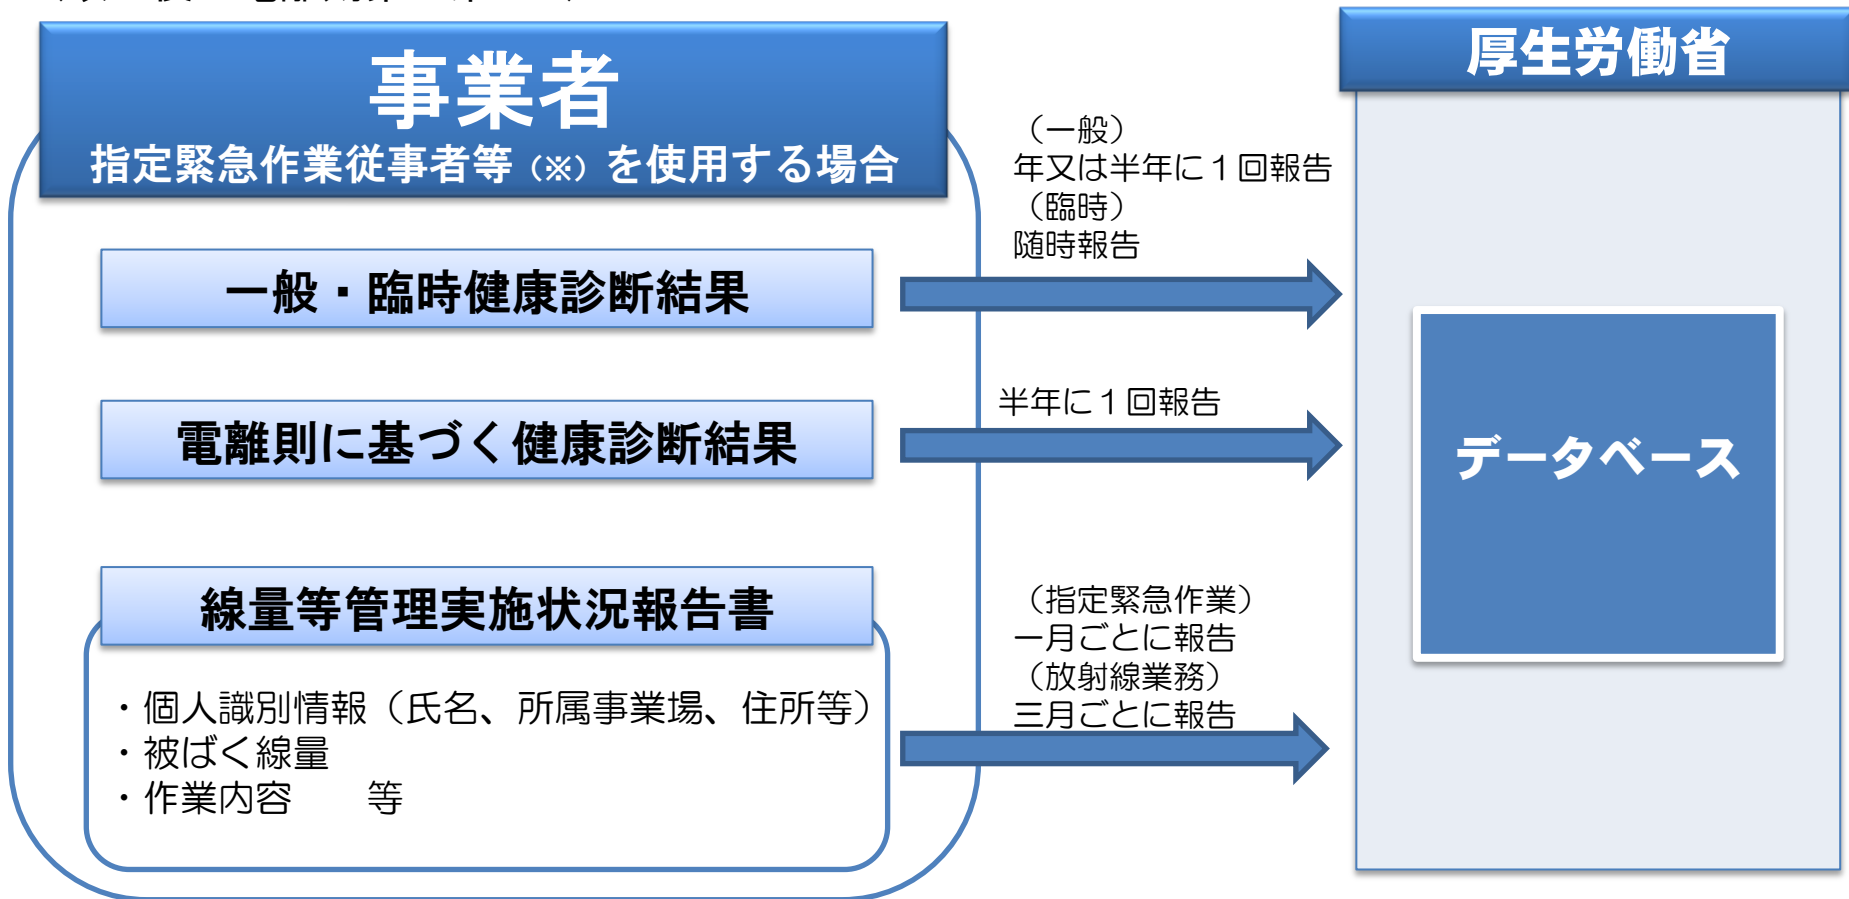 事業者
指定緊急作業従事者等（※）を使用する場合
厚生労働省
（一般）
年又は半年に１回報告
（臨時）
随時報告
一般・臨時健康診断結果
半年に１回報告
電離則に基づく健康診断結果
データベース
線量等管理実施状況報告書
（指定緊急作業）
一月ごとに報告
（放射線業務）
三月ごとに報告
・個人識別情報（氏名、所属事業場、住所等）
・被ばく線量
・作業内容　　等